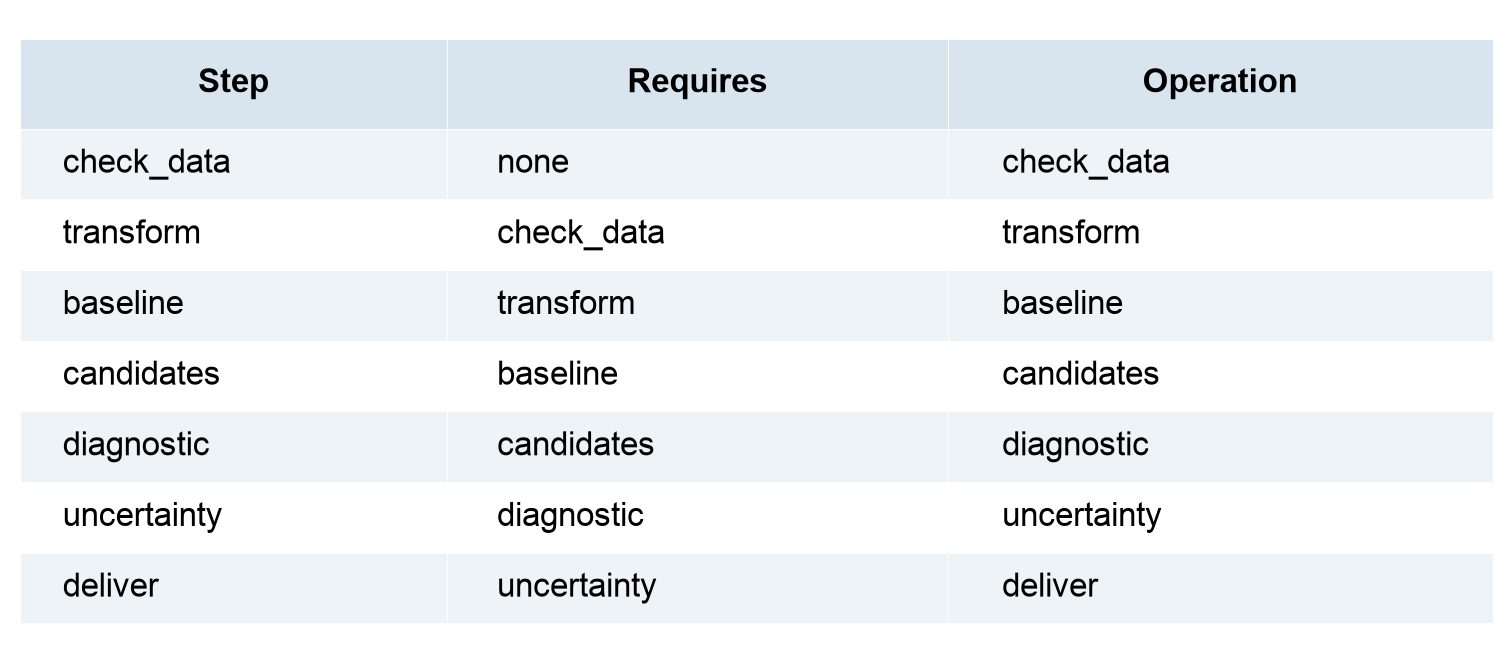 Step Requires Operation
check_data none check_data
transform check_data transform
baseline transform baseline
candidates baseline candidates
diagnostic candidates diagnostic
uncertainty diagnostic uncertainty
deliver uncertainty deliver